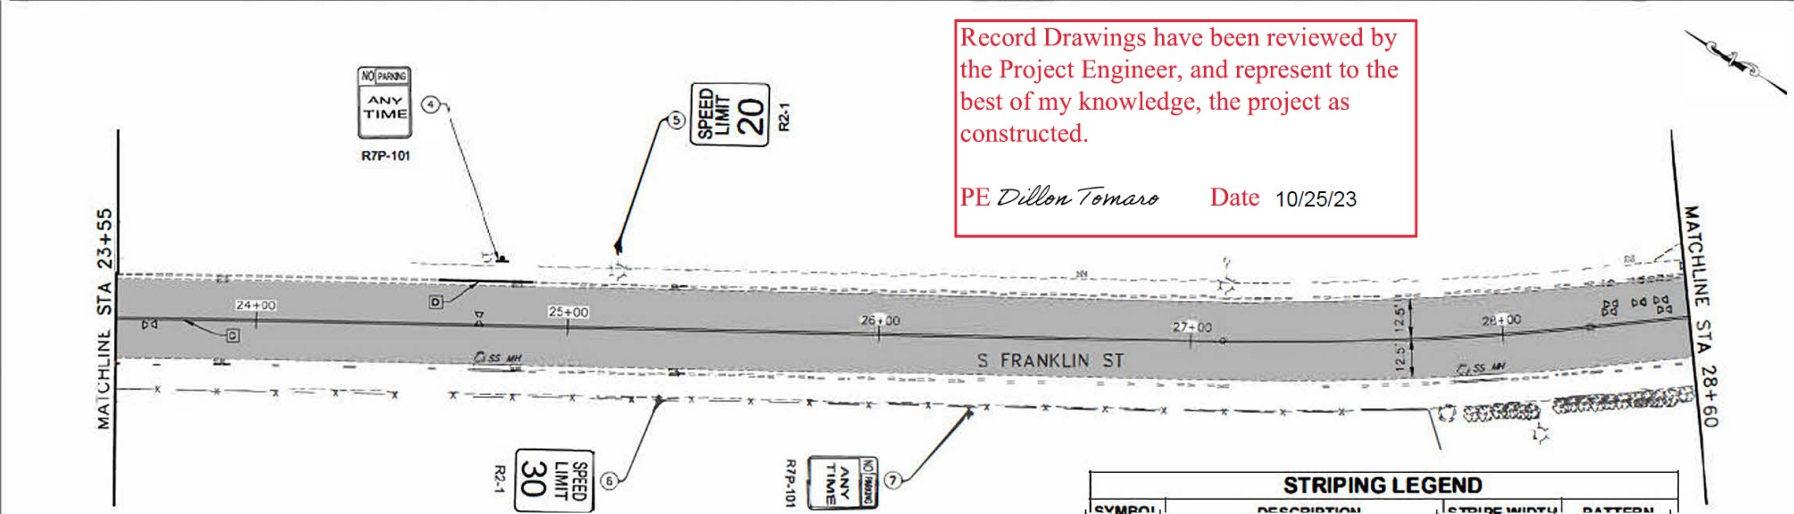 Record Drawings have been reviewed by
the Project Engineer, and represent to the
best of my knowledge, the project as
constructed.
PE Dillon Tomaro Date 10/25/23
NO PARKING
ANY
TIME
R7P-101
4
5
SPEED
LIMIT
20
R2-1
MATCHLINE STA 23+55
MATCHLINE STA 28+60
D
24+00
25+00
26+00
27+00
28+00
12.5'
12.5'
S FRANKLIN ST
SS MH
SS MH
SPEED
LIMIT
30
R2-1
6
NO PARKING
ANY
TIME
R7P-101
7
STRIPING LEGEND
SYMBOL DESCRIPTION STRIPE WIDTH PATTERN